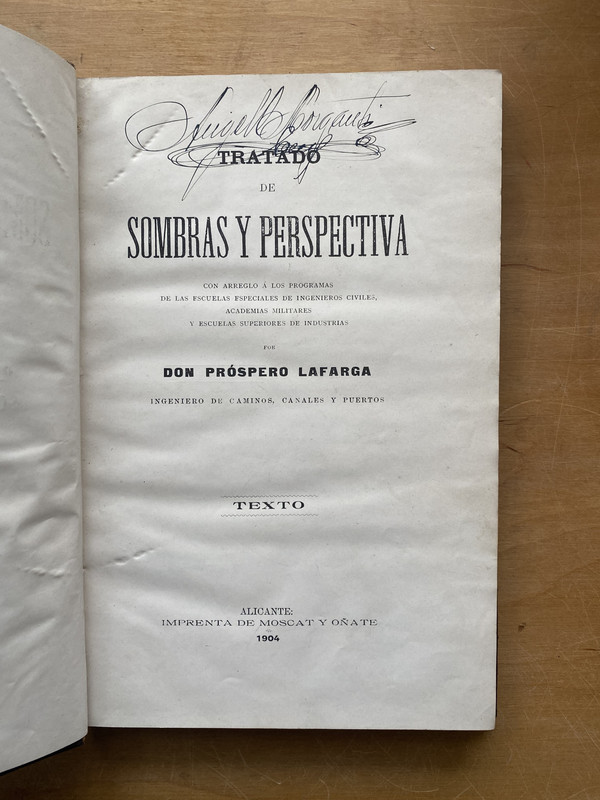 TRATADO
DE
SOMBRAS Y PERSPECTIVA
CON ARREGLO Á LOS PROGRAMAS
DE LAS ESCUELAS ESPECIALES DE INGENIEROS CIVILES,
ACADEMIAS MILITARES
Y ESCUELAS SUPERIORES DE INDUSTRIAS
POR
DON PRÓSPERO LAFARGA
INGENIERO DE CAMINOS, CANALES Y PUERTOS
TEXTO
ALICANTE:
IMPRENTA DE MOSCAT Y OÑATE
1904